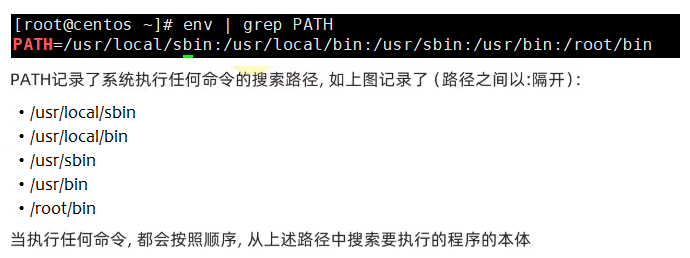 [root@centos ~]# env | grep PATH
PATH=/usr/local/sbin:/usr/local/bin:/usr/sbin:/usr/bin:/root/bin
PATH记录了系统执行任何命令的搜索路径, 如上图记录了 (路径之间以:隔开) :
• /usr/local/sbin
• /usr/local/bin
• /usr/sbin
• /usr/bin
• /root/bin
当执行任何命令, 都会按照顺序, 从上述路径中搜索要执行的程序的本体